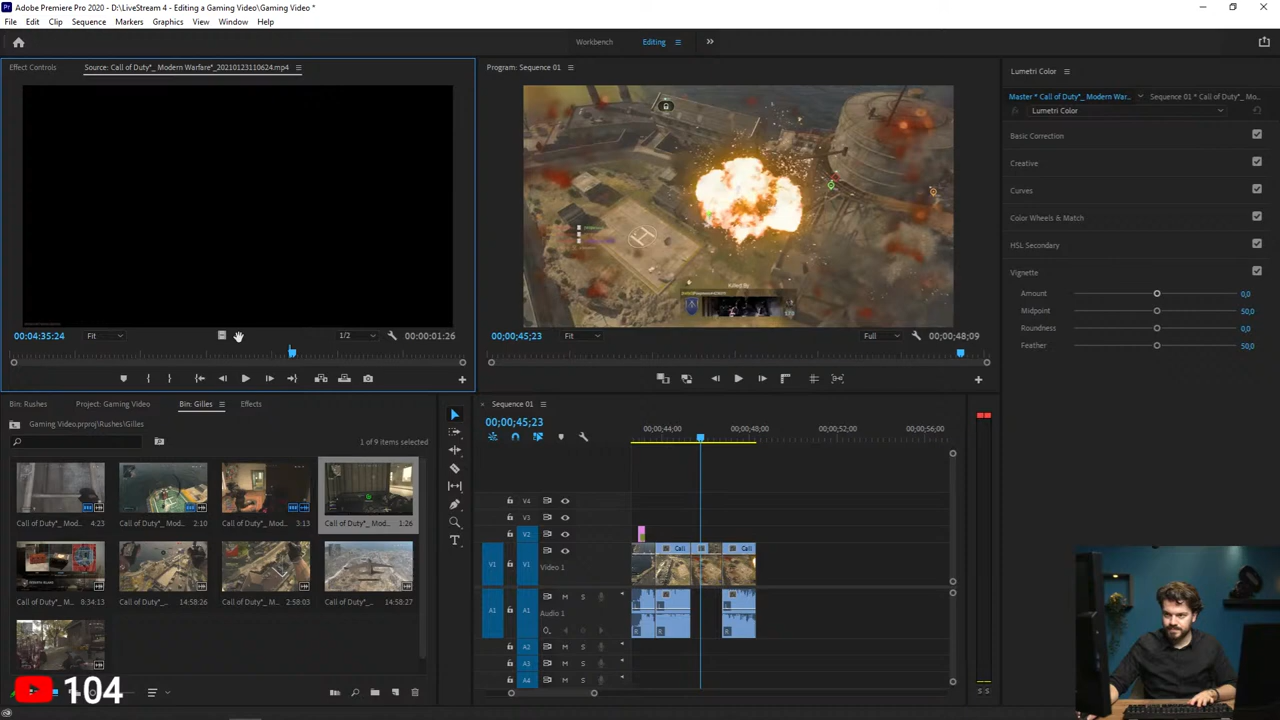 Adobe Premiere Pro 2020 - D:\LiveStream 4 - Editing a Gaming Video\Gaming Video *
File Edit Clip Sequence Markers Graphics View Window Help
Workbench Editing
Effect Controls Source: Call of Duty*_ Modern Warfare*_20210123110624.mp4
Program: Sequence 01
Lumetri Color
Master * Call of Duty*_ Modern War... Sequence 01 * Call of Duty*_ Mo...
Lumetri Color
Basic Correction
Creative
Curves
Color Wheels & Match
HSL Secondary
Vignette
Amount 0,0
Midpoint 50,0
Roundness 0,0
Feather 50,0
Killed By
00:04:35:24 Fit 1/2 00:00:01:26
00;00;45;23 Fit Full 00;00;48;09
Bin: Rushes Project: Gaming Video Bin: Gilles Effects
Gaming Video.prproj\Rushes\Gilles
1 of 9 items selected
Call of Duty*_ Mod... 4:23
Call of Duty*_ Mod... 2:10
Call of Duty*_ Mod... 3:13
Call of Duty*_ Mod... 1:26
Call of Duty*_ M... 8:34:13
Call of Duty*_... 14:58:26
Call of Duty*_ M... 2:58:03
Call of Duty*_... 14:58:27
104
Sequence 01
00;00;45;23
00;00;44;00 00;00;48;00 00;00;52;00 00;00;56;00
V4
V3
V2
V1 V1 Video 1
Call Call
A1 A1 M S
Audio 1
L L L
R R R
A2 M S
A3 M S
A4 M S
S S